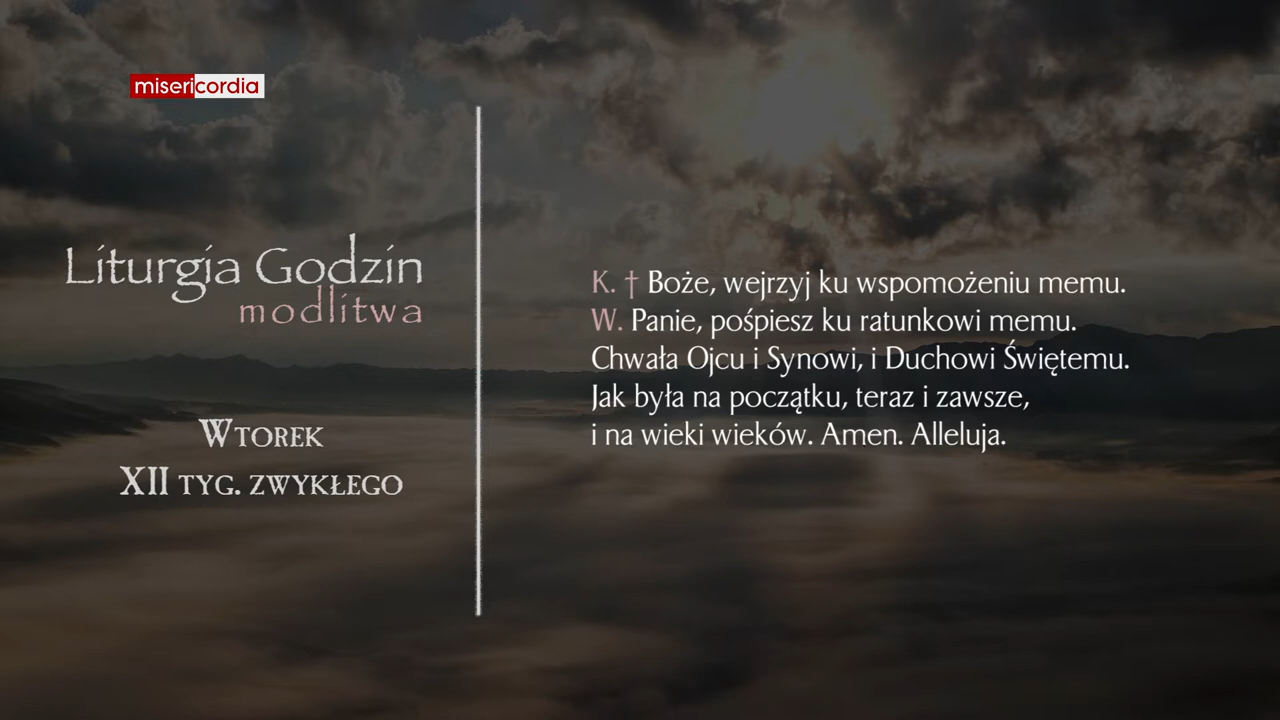 misericordia
Liturgia Godzin
modlitwa
Wtorek
XII tyg. zwykłego
K. † Boże, wejrzyj ku wspomożeniu memu.
W. Panie, pośpiesz ku ratunkowi memu.
Chwała Ojcu i Synowi, i Duchowi Świętemu.
Jak była na początku, teraz i zawsze,
i na wieki wieków. Amen. Alleluja.